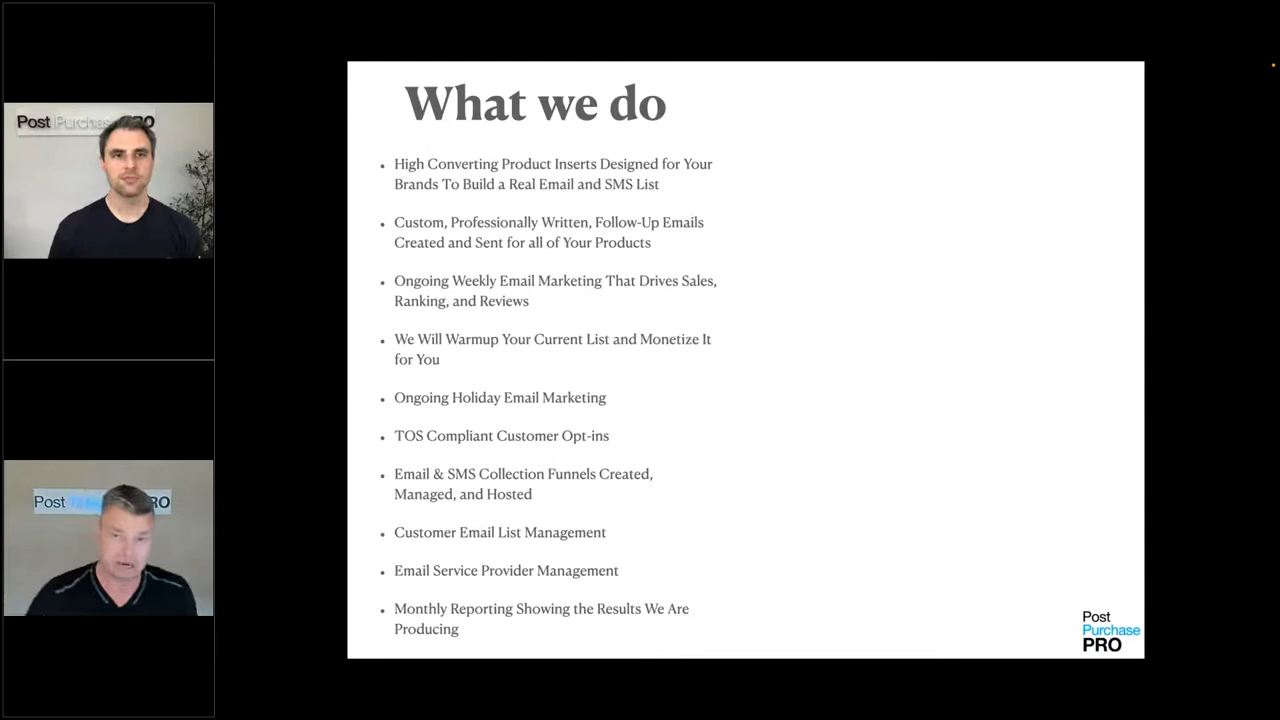 Post Purchase PRO
Post RO
What we do
• High Converting Product Inserts Designed for Your
Brands To Build a Real Email and SMS List
• Custom, Professionally Written, Follow-Up Emails
Created and Sent for all of Your Products
• Ongoing Weekly Email Marketing That Drives Sales,
Ranking, and Reviews
• We Will Warmup Your Current List and Monetize It
for You
• Ongoing Holiday Email Marketing
• TOS Compliant Customer Opt-ins
• Email & SMS Collection Funnels Created,
Managed, and Hosted
• Customer Email List Management
• Email Service Provider Management
• Monthly Reporting Showing the Results We Are
Producing
Post
Purchase
PRO